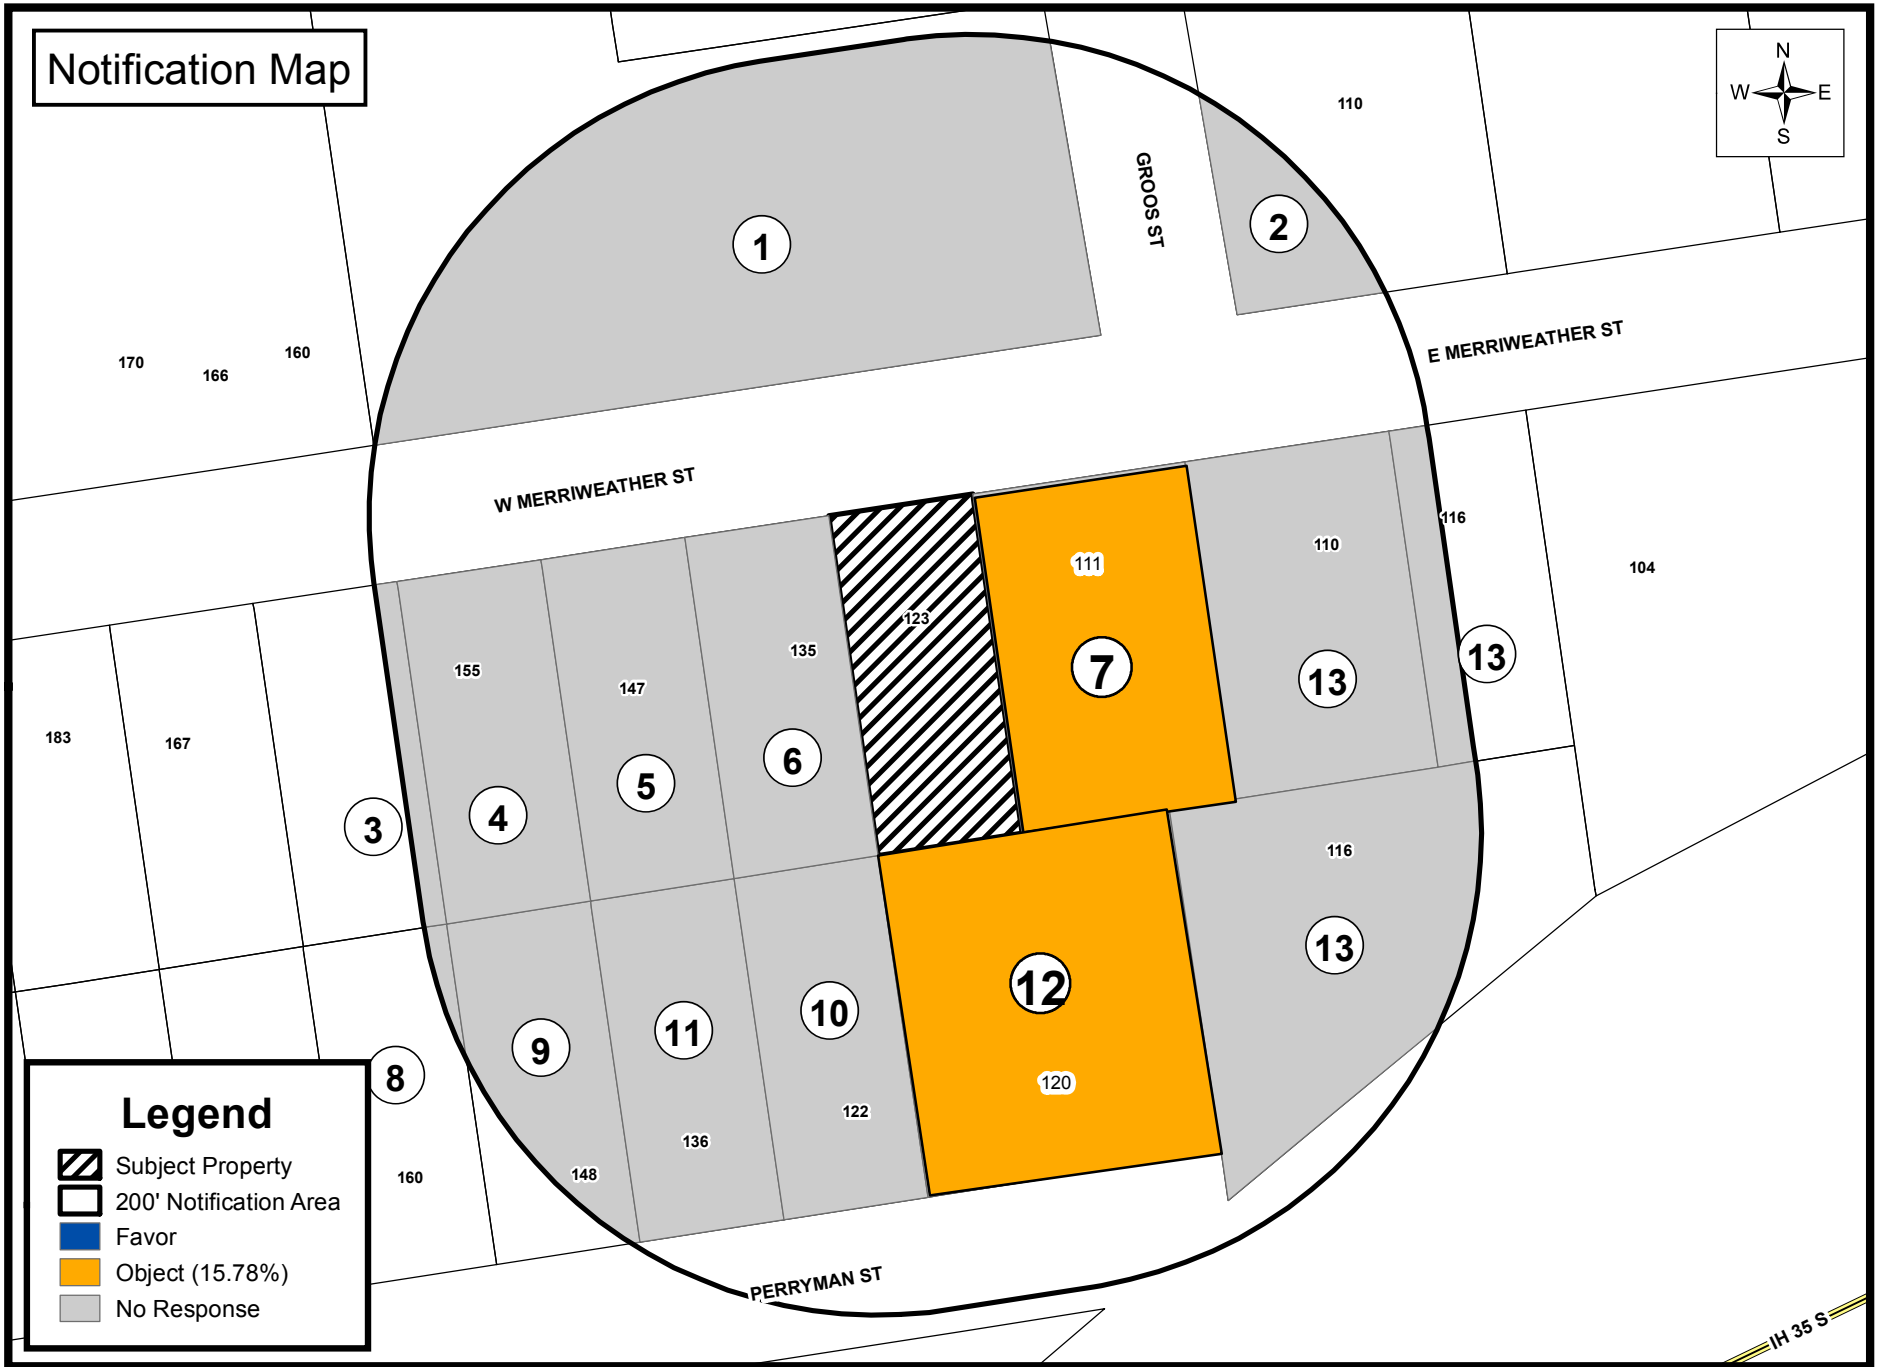 Notification Map
N
W E
S
110
GROOS ST
2
1
E MERRIWEATHER ST
170
166
160
W MERRIWEATHER ST
116
110
111
104
123
135
155
147
7
13
13
183
167
6
5
4
3
116
13
12
10
11
9
8
120
122
136
148
160
Legend
Subject Property
200' Notification Area
Favor
Object (15.78%)
No Response
PERRYMAN ST
IH 35 S